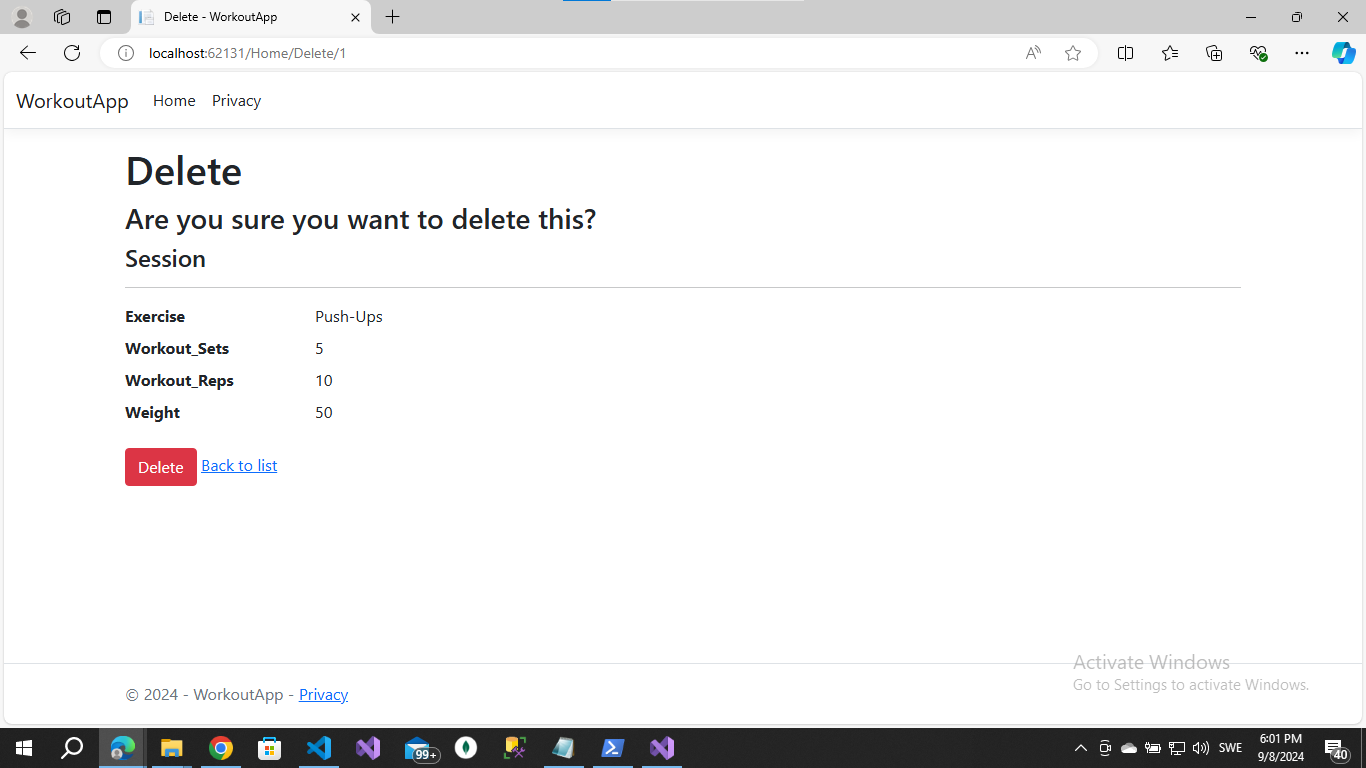 Delete - WorkoutApp
localhost:62131/Home/Delete/1
WorkoutApp Home Privacy
Delete
Are you sure you want to delete this?
Session
Exercise Push-Ups
Workout_Sets 5
Workout_Reps 10
Weight 50
Delete Back to list
Activate Windows
Go to Settings to activate Windows.
© 2024 - WorkoutApp - Privacy
99+
SWE
6:01 PM
9/8/2024
40